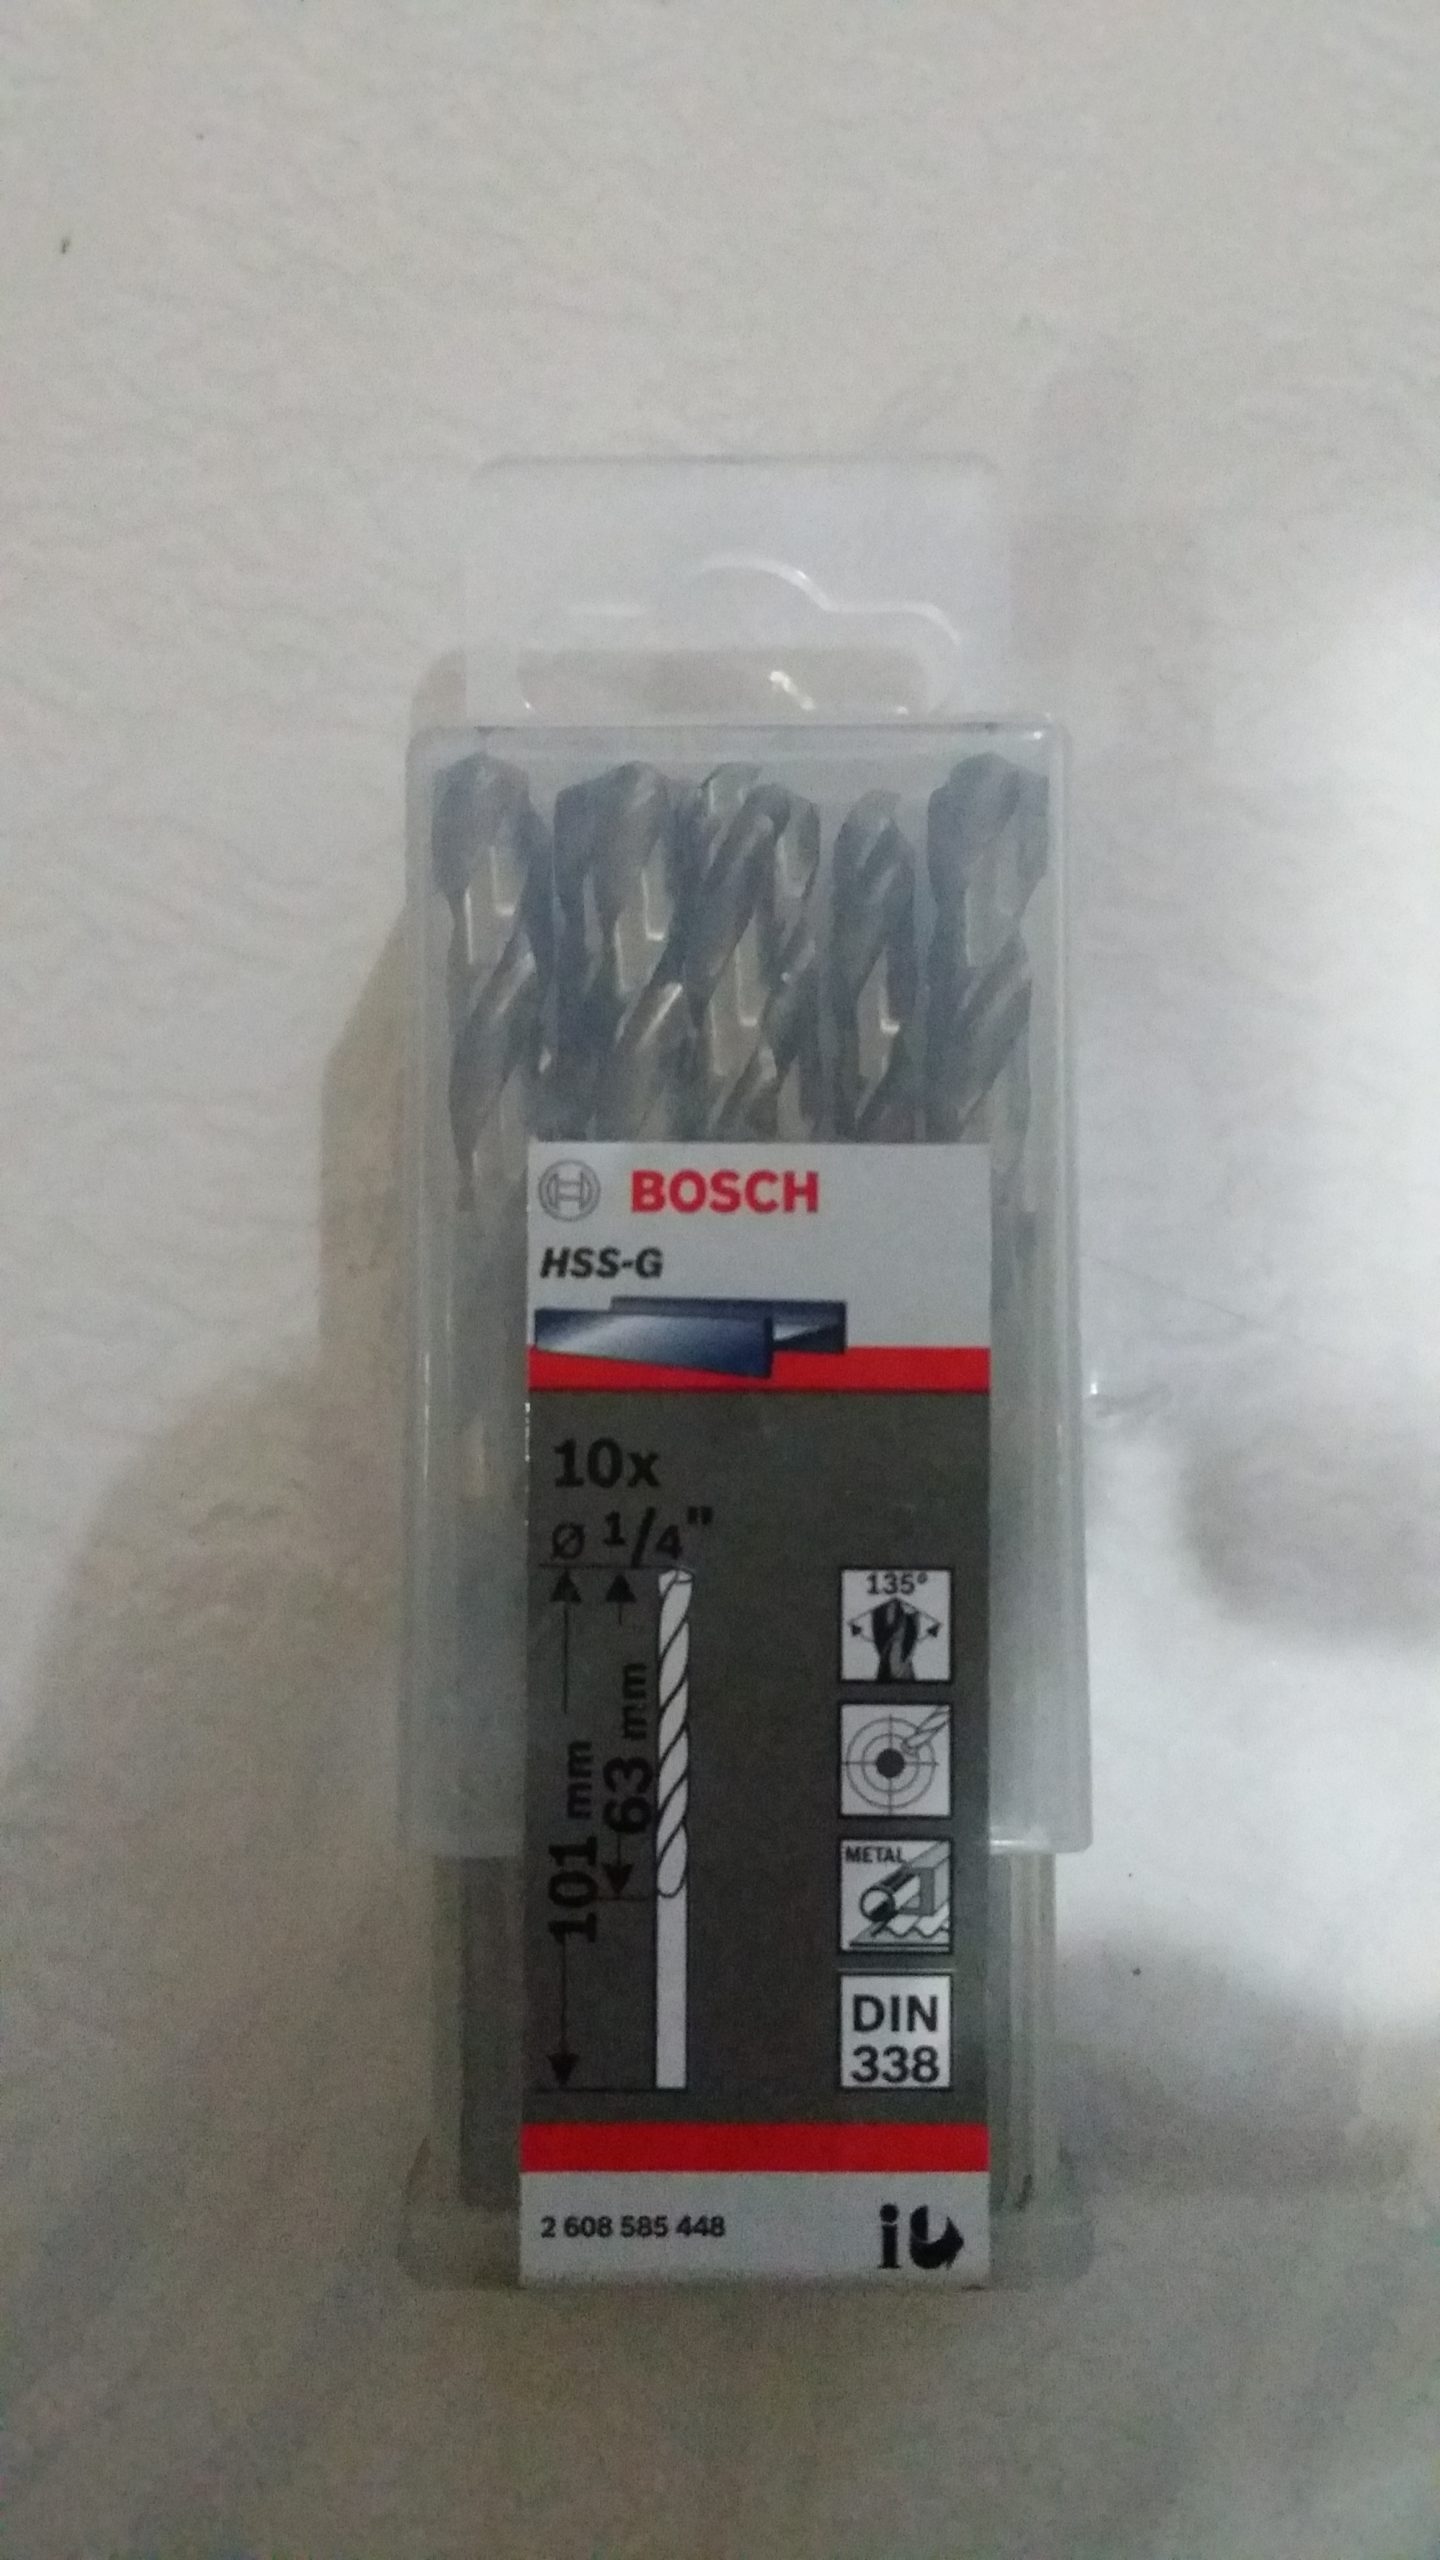 BOSCH
HSS-G
10x
Ø 1/4"
101 mm
63 mm
135°
METAL
DIN
338
2 608 585 448